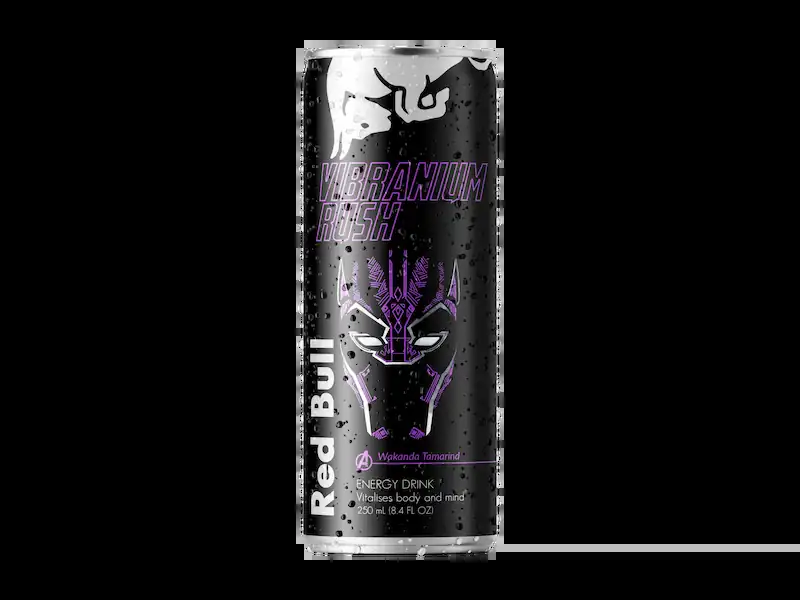 VIBRANIUM
RUSH
Red Bull
Wakanda Tamarind
ENERGY DRINK
Vitalises body and mind
250 mL (8.4 FL OZ)